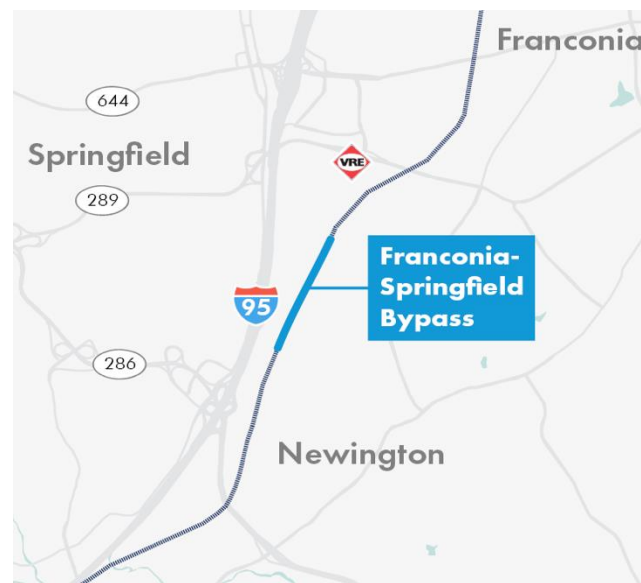 Franconia
644
Springfield
VRE
289
Franconia-
Springfield
Bypass
95
286
Newington